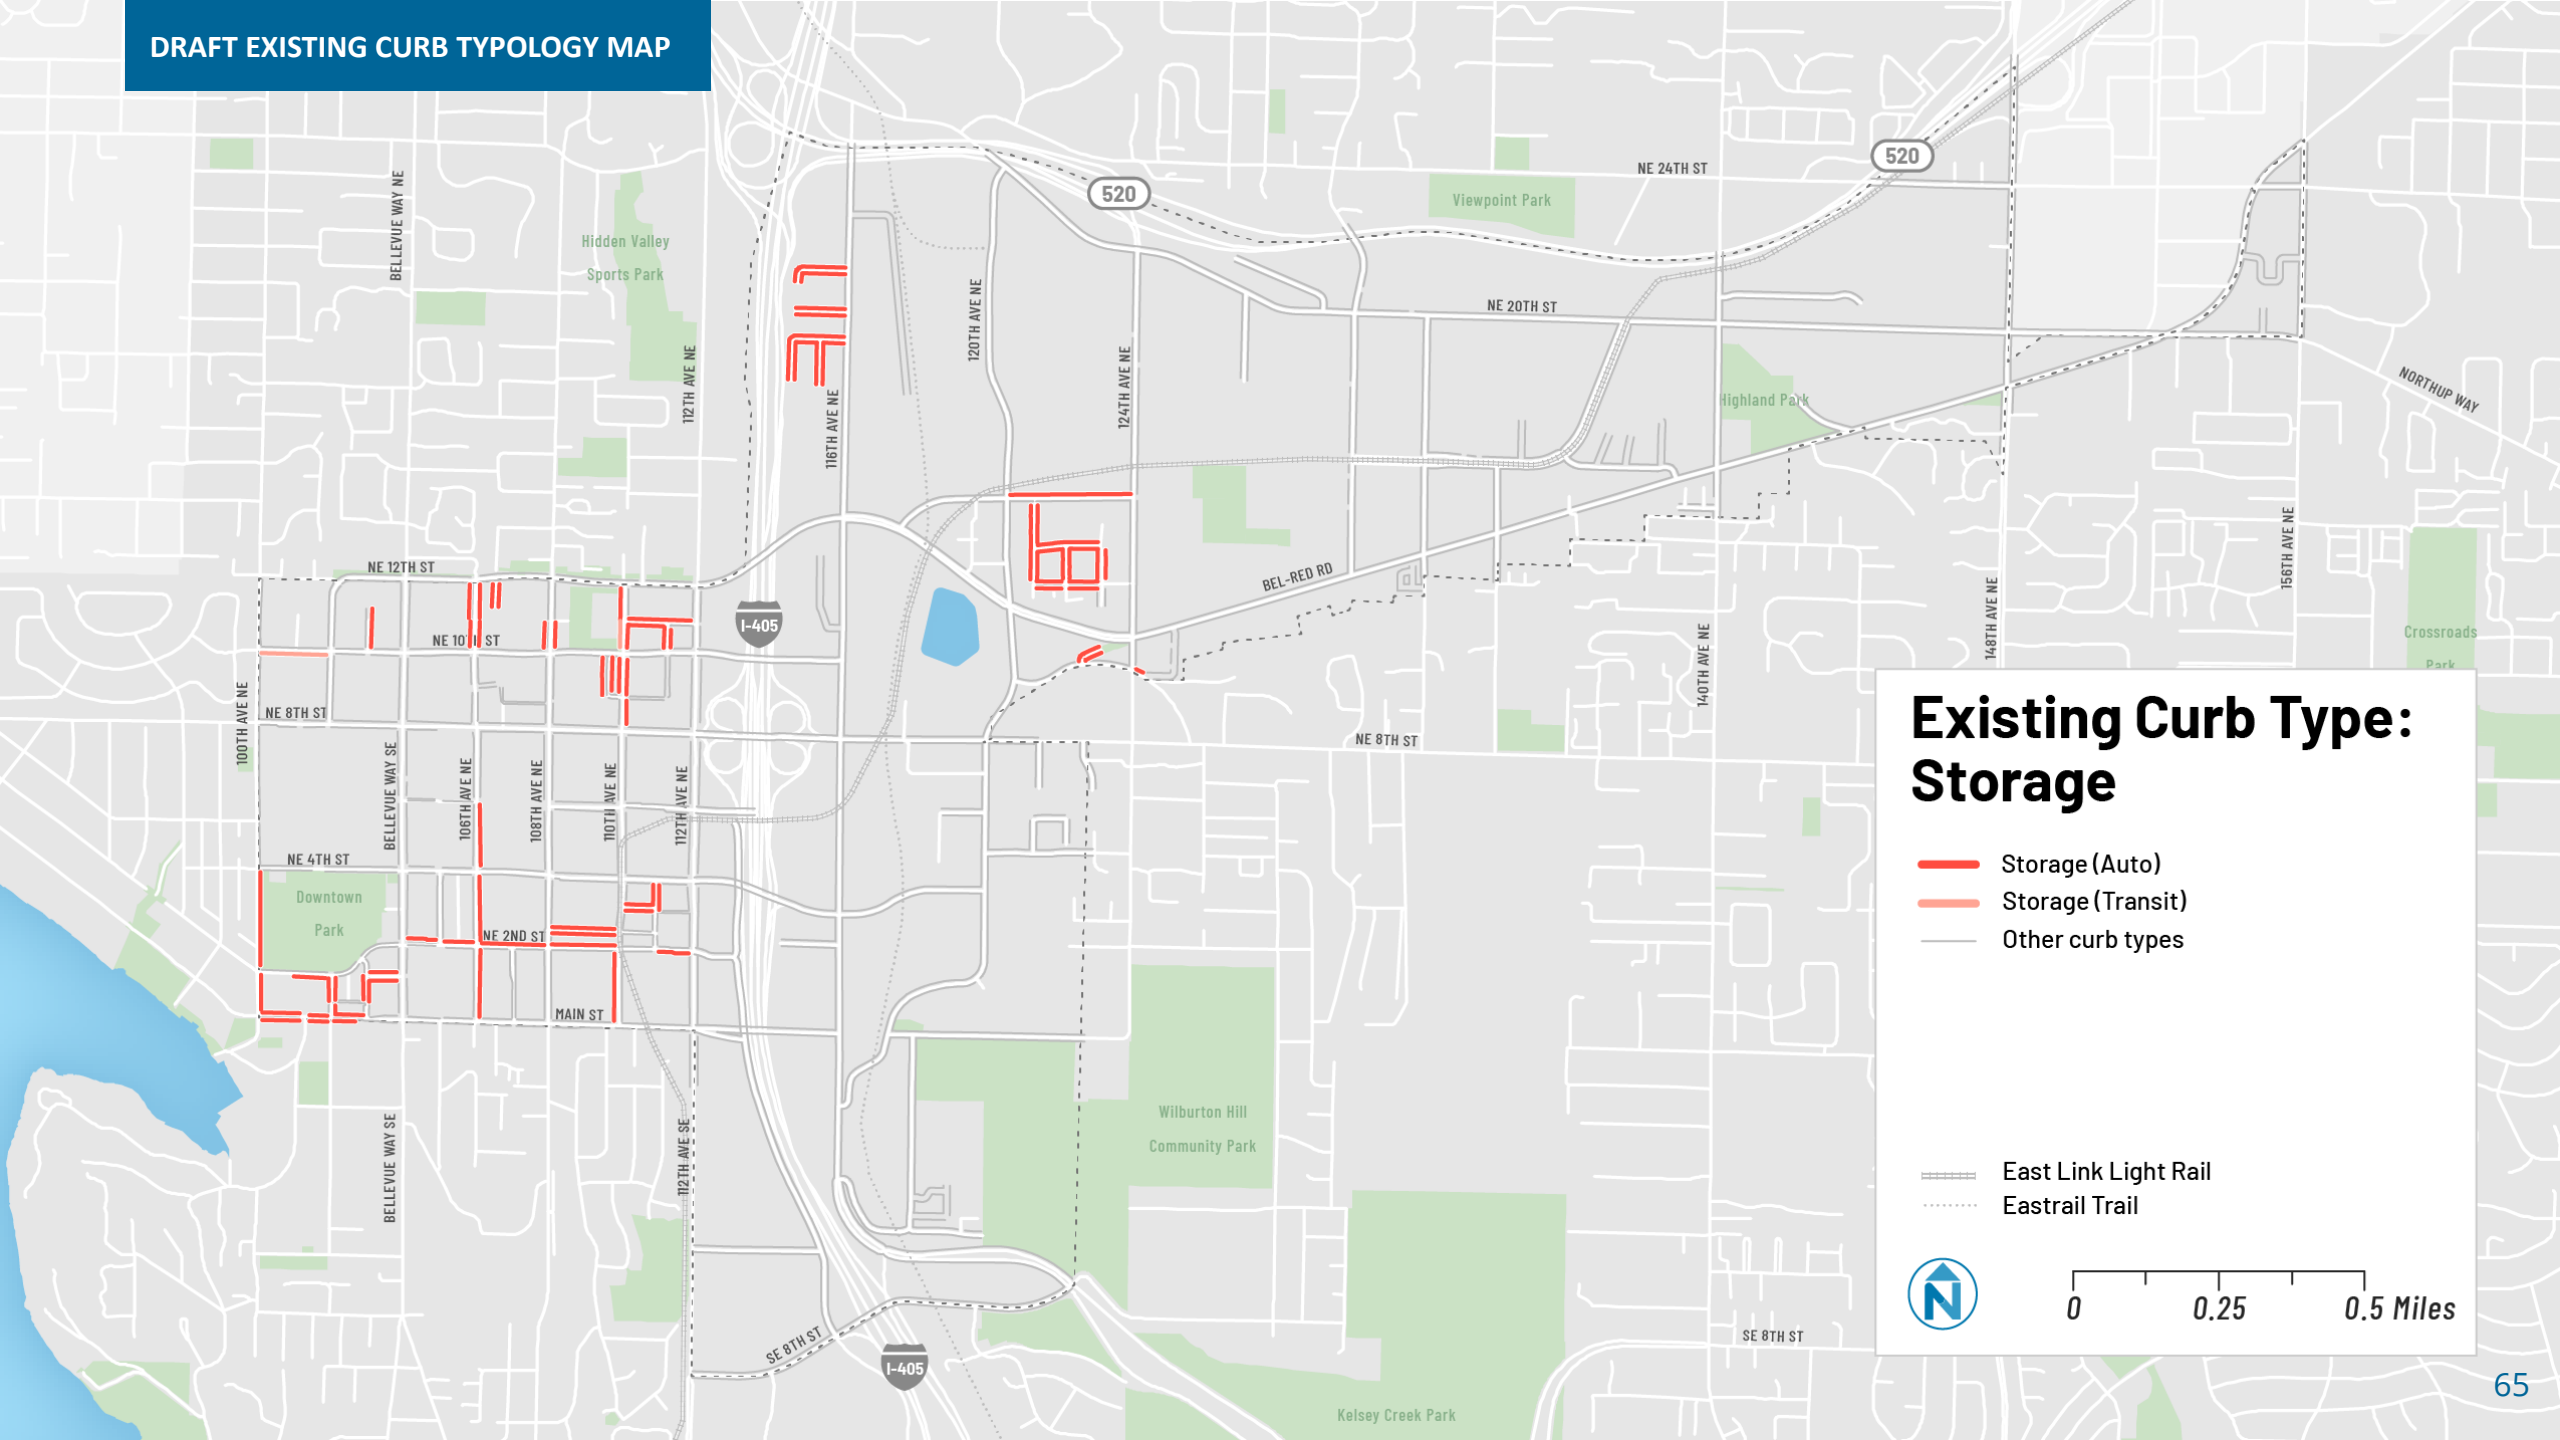 DRAFT EXISTING CURB TYPOLOGY MAP
520
520
NE 24TH ST
Viewpoint Park
BELLEVUE WAY NE
Hidden Valley
Sports Park
120TH AVE NE
NE 20TH ST
112TH AVE NE
124TH AVE NE
116TH AVE NE
Highland Park
NORTHUP WAY
156TH AVE NE
NE 12TH ST
BEL-RED RD
148TH AVE NE
I-405
NE 10TH ST
140TH AVE NE
Crossroads
Park
100TH AVE NE
NE 8TH ST
NE 8TH ST
BELLEVUE WAY SE
106TH AVE NE
108TH AVE NE
110TH AVE NE
112TH AVE NE
NE 4TH ST
Downtown
Park
NE 2ND ST
MAIN ST
Wilburton Hill
Community Park
BELLEVUE WAY SE
112TH AVE SE
SE 8TH ST
I-405
SE 8TH ST
Kelsey Creek Park
Existing Curb Type:
Storage
Storage (Auto)
Storage (Transit)
Other curb types
East Link Light Rail
Eastrail Trail
N
0 0.25 0.5 Miles
65